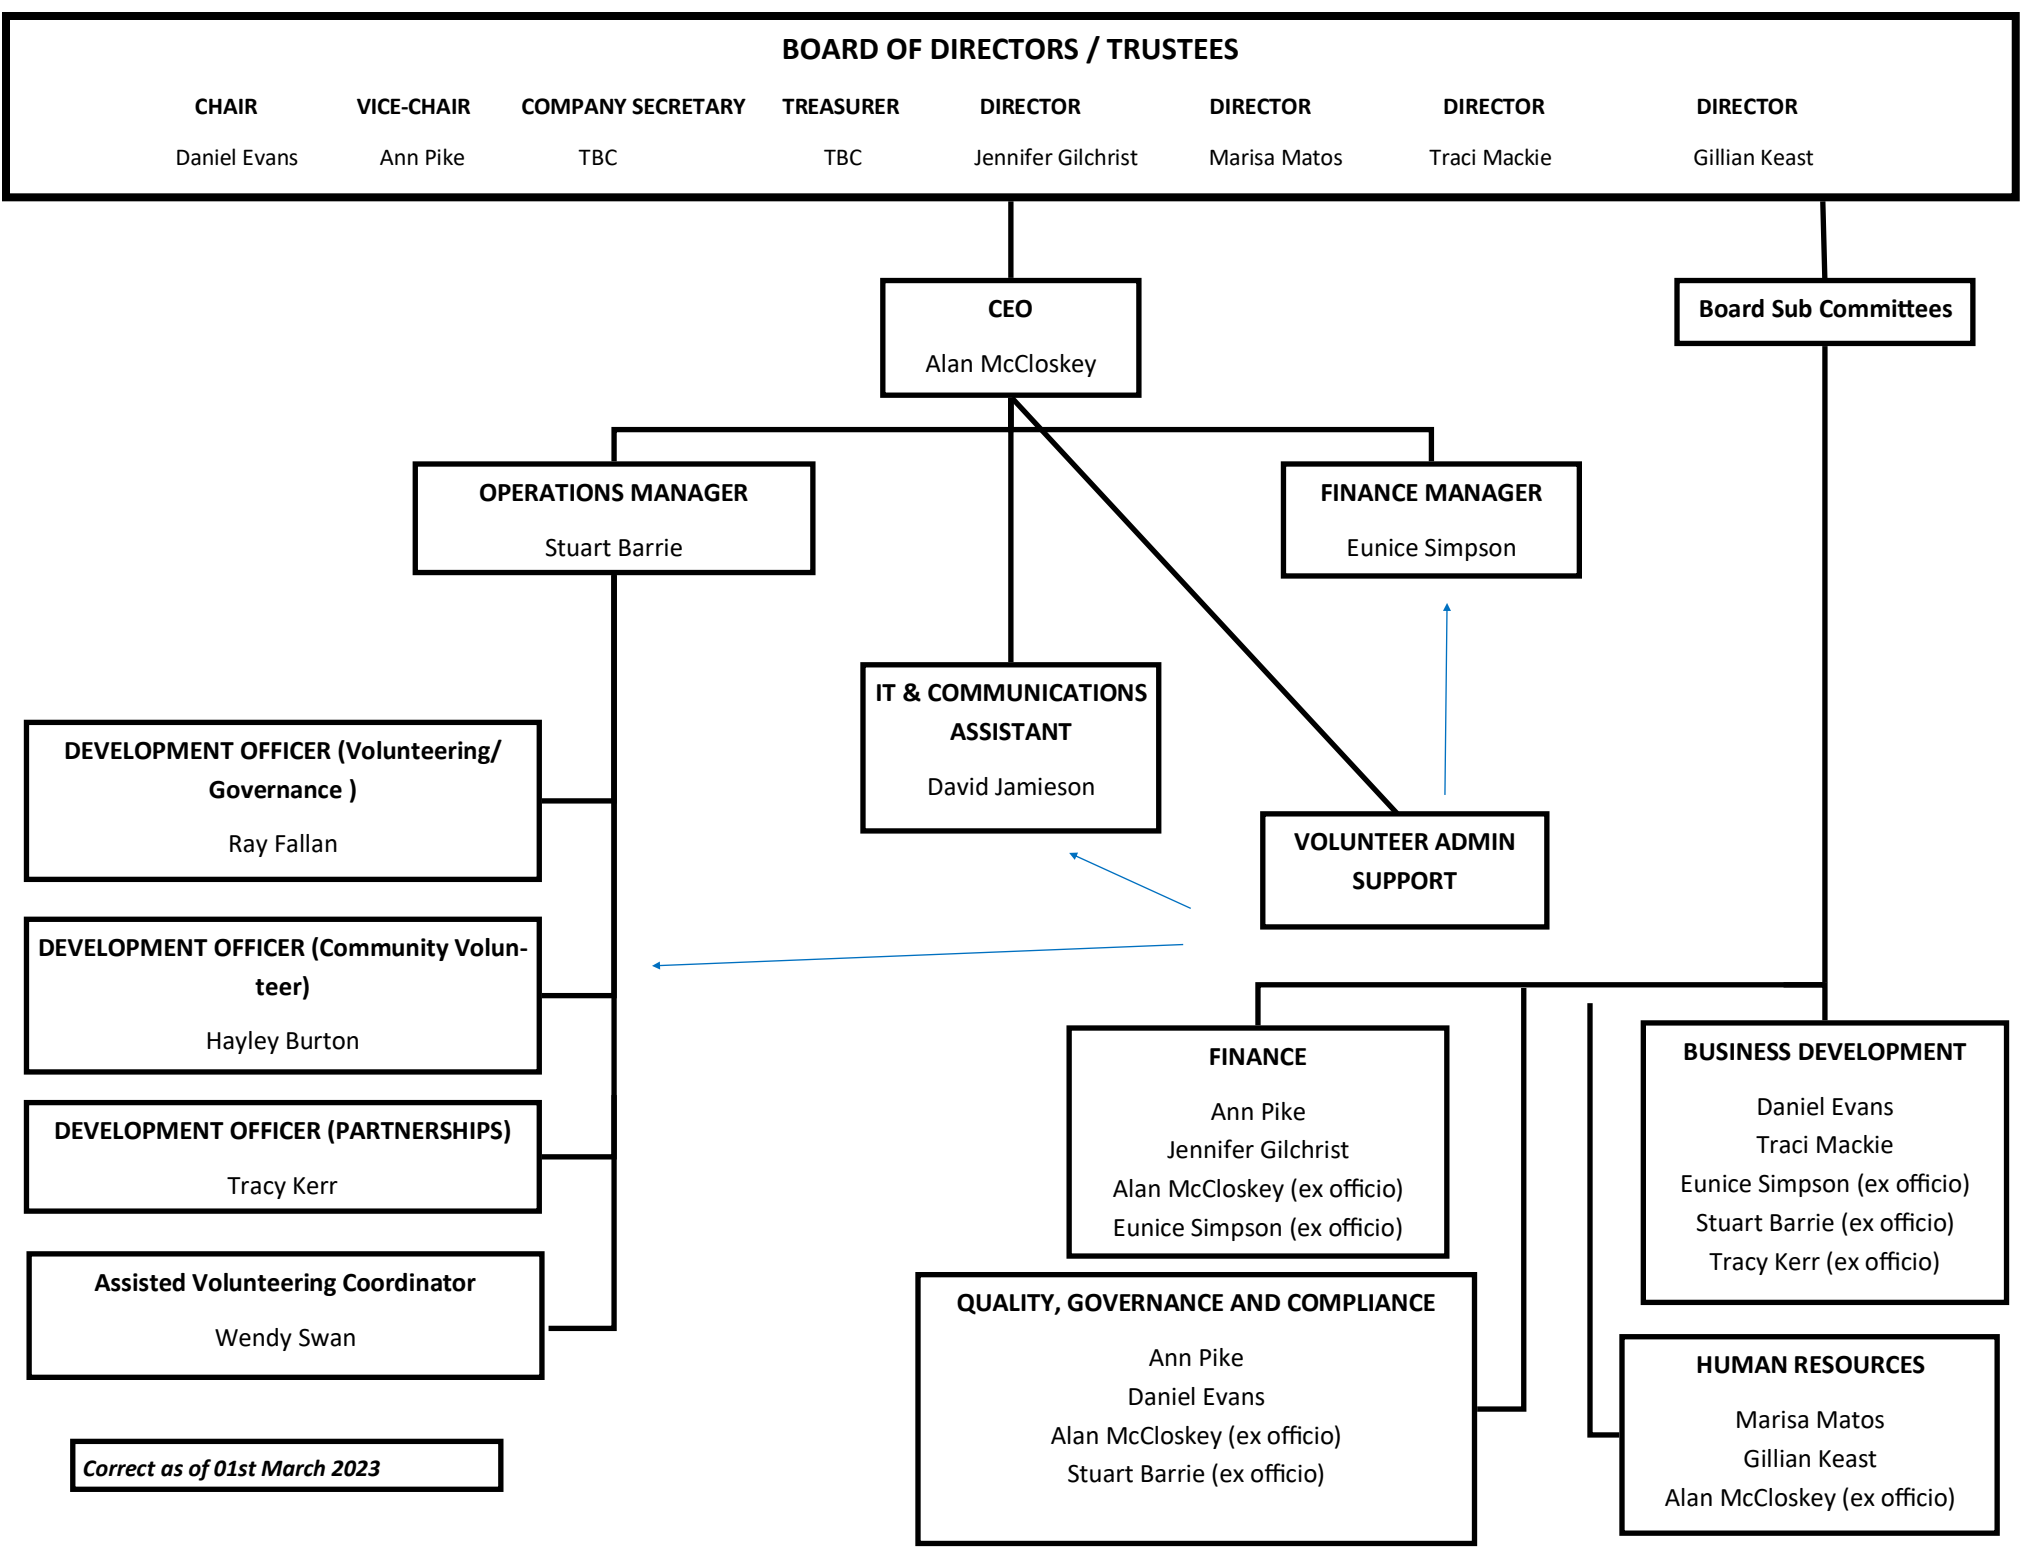 BOARD OF DIRECTORS / TRUSTEES
CHAIR VICE-CHAIR COMPANY SECRETARY TREASURER DIRECTOR DIRECTOR DIRECTOR DIRECTOR
Daniel Evans Ann Pike TBC TBC Jennifer Gilchrist Marisa Matos Traci Mackie Gillian Keast
CEO
Alan McCloskey
Board Sub Committees
OPERATIONS MANAGER
Stuart Barrie
FINANCE MANAGER
Eunice Simpson
IT & COMMUNICATIONS
ASSISTANT
David Jamieson
VOLUNTEER ADMIN
SUPPORT
DEVELOPMENT OFFICER (Volunteering/
Governance )
Ray Fallan
DEVELOPMENT OFFICER (Community Volun-
teer)
Hayley Burton
DEVELOPMENT OFFICER (PARTNERSHIPS)
Tracy Kerr
Assisted Volunteering Coordinator
Wendy Swan
FINANCE
Ann Pike
Jennifer Gilchrist
Alan McCloskey (ex officio)
Eunice Simpson (ex officio)
BUSINESS DEVELOPMENT
Daniel Evans
Traci Mackie
Eunice Simpson (ex officio)
Stuart Barrie (ex officio)
Tracy Kerr (ex officio)
QUALITY, GOVERNANCE AND COMPLIANCE
Ann Pike
Daniel Evans
Alan McCloskey (ex officio)
Stuart Barrie (ex officio)
HUMAN RESOURCES
Marisa Matos
Gillian Keast
Alan McCloskey (ex officio)
Correct as of 01st March 2023